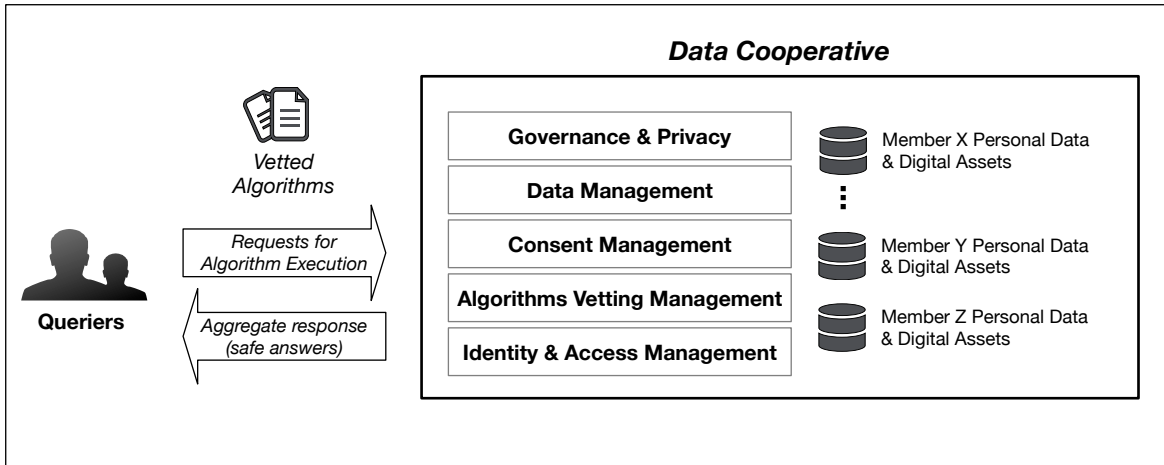 Data Cooperative
Vetted
Algorithms
Requests for
Algorithm Execution
Aggregate response
(safe answers)
Queriers
Governance & Privacy
Data Management
Consent Management
Algorithms Vetting Management
Identity & Access Management
Member X Personal Data
& Digital Assets
Member Y Personal Data
& Digital Assets
Member Z Personal Data
& Digital Assets